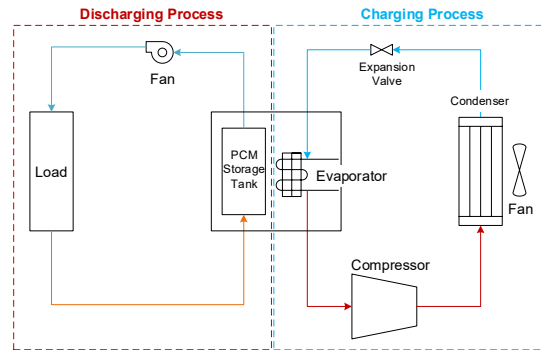 Discharging Process
Charging Process
Fan
Expansion
Valve
Condenser
Load
PCM
Storage
Tank
Evaporator
Fan
Compressor